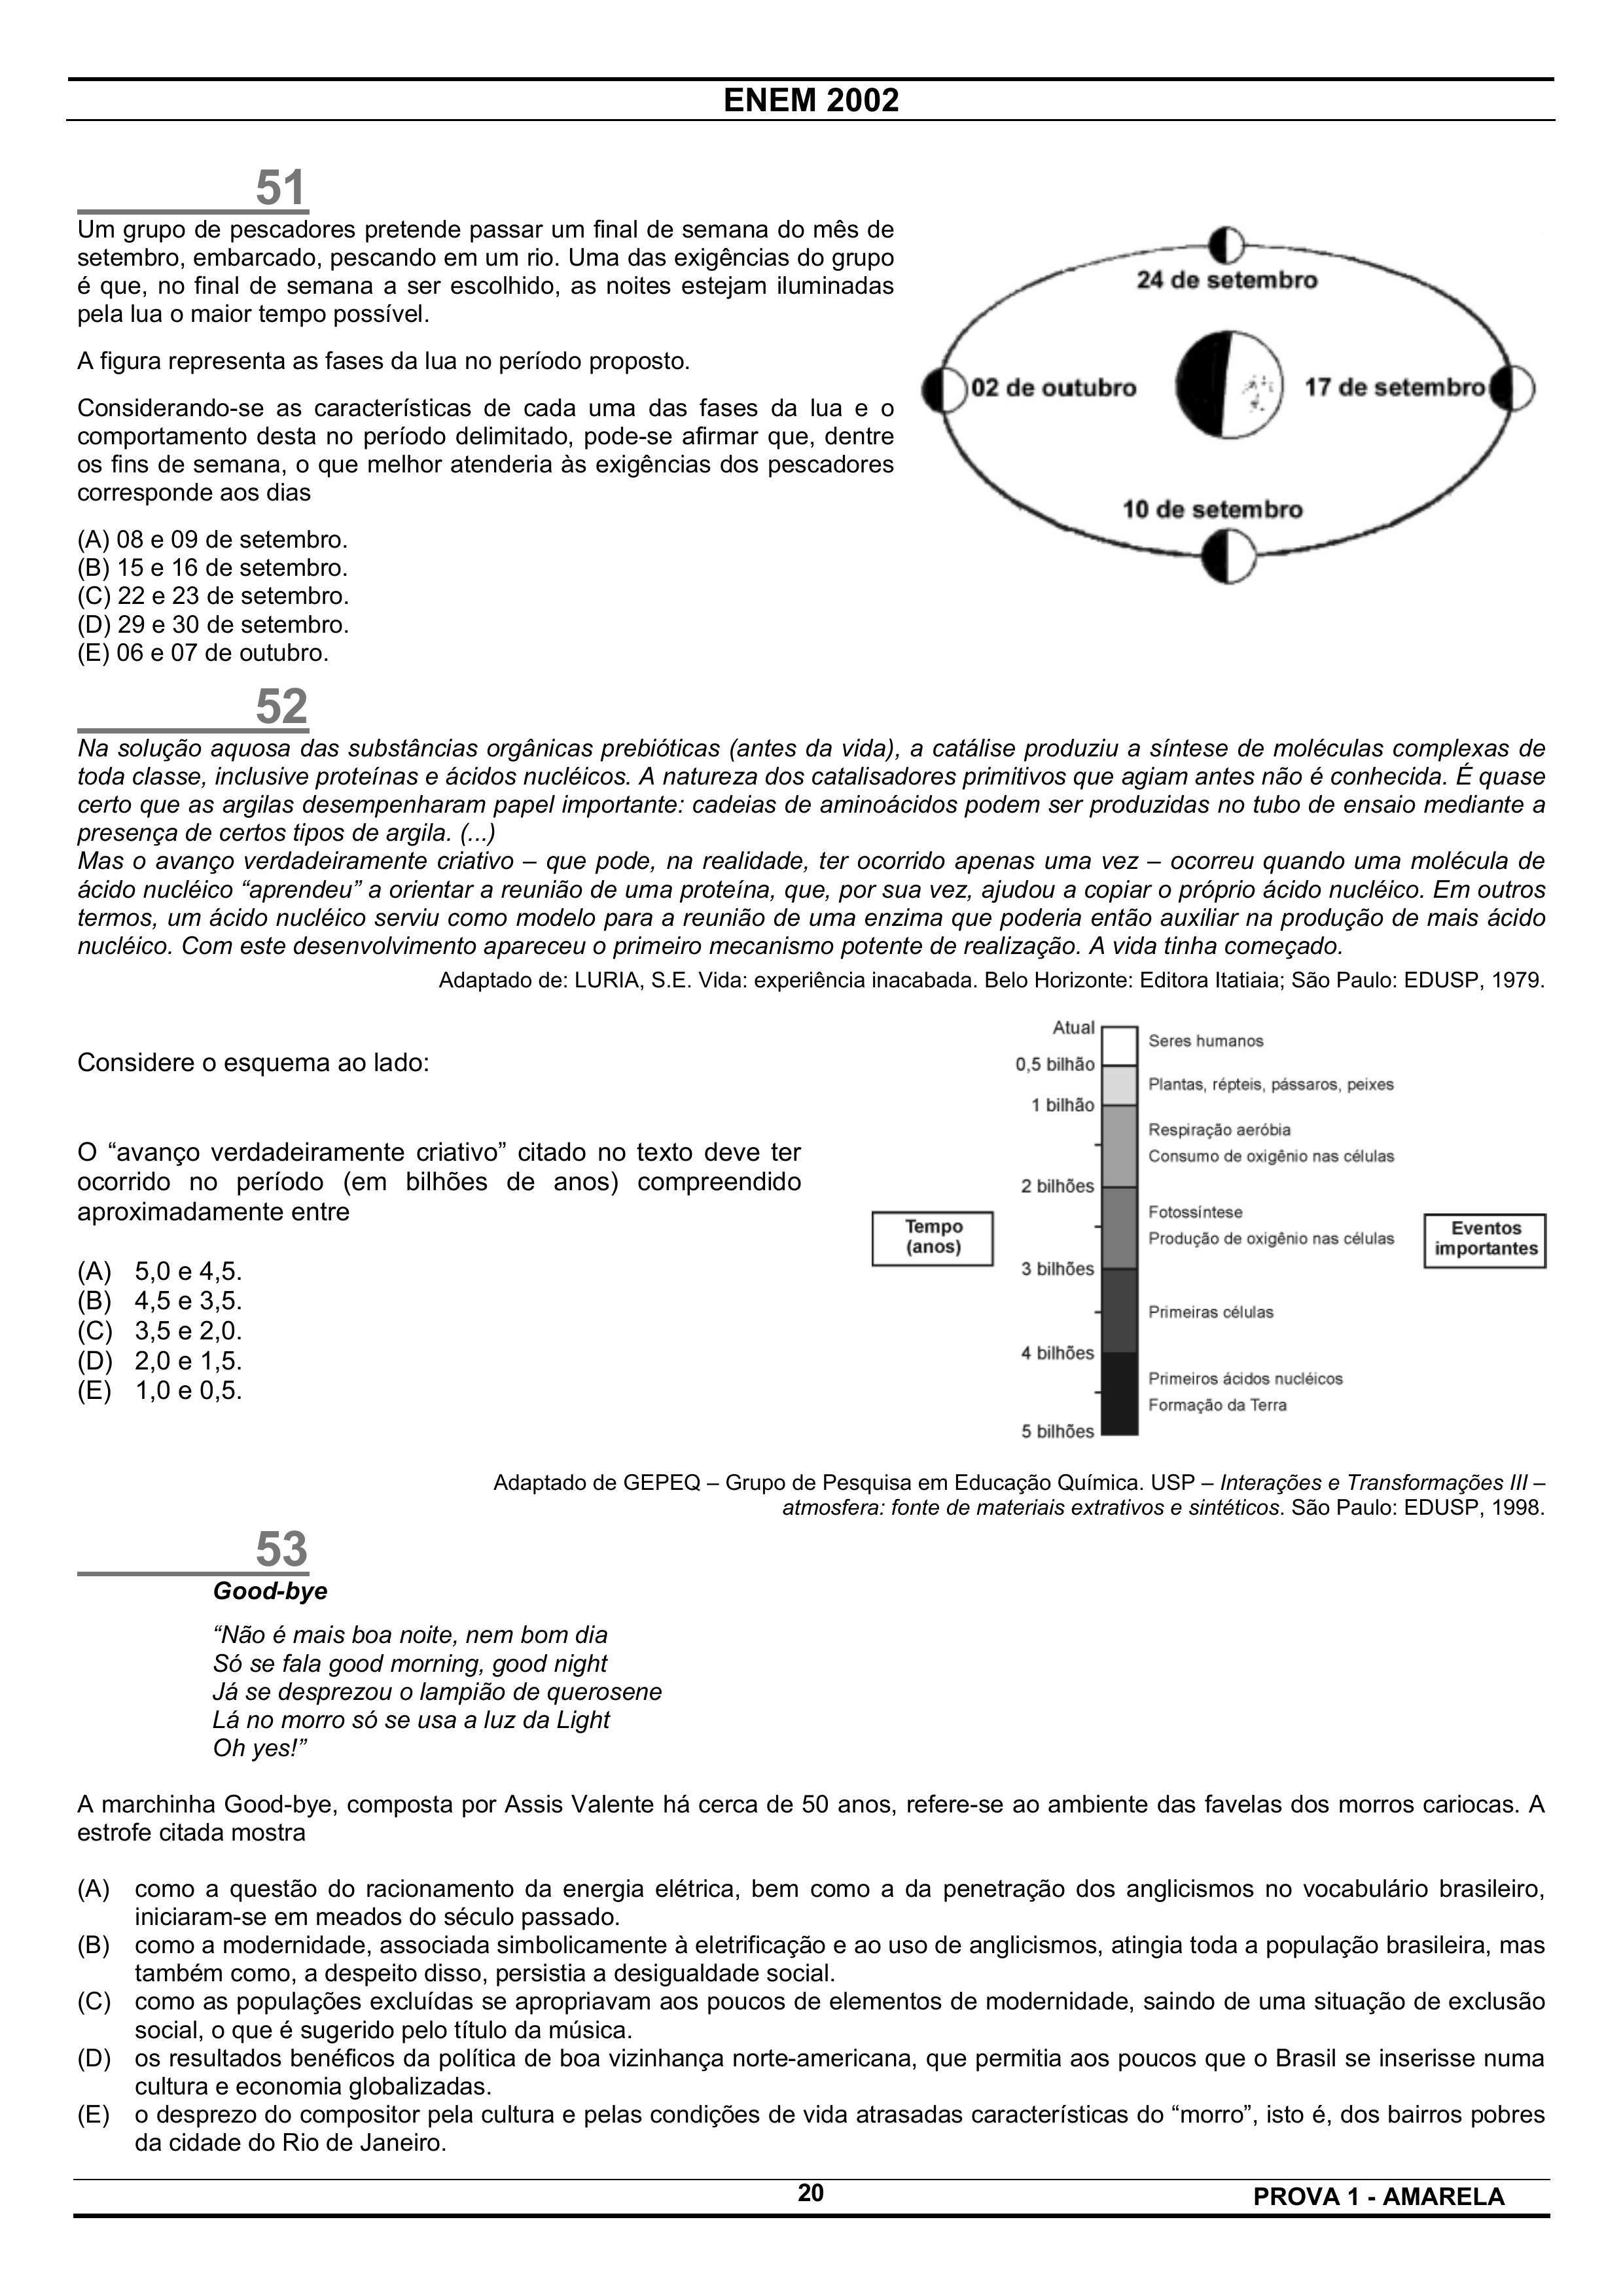 ENEM 2002
51
Um grupo de pescadores pretende passar um final de semana do mês de
setembro, embarcado, pescando em um rio. Uma das exigências do grupo
é que, no final de semana a ser escolhido, as noites estejam iluminadas
pela lua o maior tempo possível.
A figura representa as fases da lua no período proposto.
Considerando-se as características de cada uma das fases da lua e o
comportamento desta no período delimitado, pode-se afirmar que, dentre
os fins de semana, o que melhor atenderia às exigências dos pescadores
corresponde aos dias
(A) 08 e 09 de setembro.
(B) 15 e 16 de setembro.
(C) 22 e 23 de setembro.
(D) 29 e 30 de setembro.
(E) 06 e 07 de outubro.
24 de setembro
02 de outubro
17 de setembro
10 de setembro
52
Na solução aquosa das substâncias orgânicas prebióticas (antes da vida), a catálise produziu a síntese de moléculas complexas de
toda classe, inclusive proteínas e ácidos nucléicos. A natureza dos catalisadores primitivos que agiam antes não é conhecida. É quase
certo que as argilas desempenharam papel importante: cadeias de aminoácidos podem ser produzidas no tubo de ensaio mediante a
presença de certos tipos de argila. (...)
Mas o avanço verdadeiramente criativo – que pode, na realidade, ter ocorrido apenas uma vez – ocorreu quando uma molécula de
ácido nucléico “aprendeu” a orientar a reunião de uma proteína, que, por sua vez, ajudou a copiar o próprio ácido nucléico. Em outros
termos, um ácido nucléico serviu como modelo para a reunião de uma enzima que poderia então auxiliar na produção de mais ácido
nucléico. Com este desenvolvimento apareceu o primeiro mecanismo potente de realização. A vida tinha começado.
Adaptado de: LURIA, S.E. Vida: experiência inacabada. Belo Horizonte: Editora Itatiaia; São Paulo: EDUSP, 1979.
Considere o esquema ao lado:
O “avanço verdadeiramente criativo” citado no texto deve ter
ocorrido no período (em bilhões de anos) compreendido
aproximadamente entre
(A) 5,0 e 4,5.
(B) 4,5 e 3,5.
(C) 3,5 e 2,0.
(D) 2,0 e 1,5.
(E) 1,0 e 0,5.
Atual
Seres humanos
0,5 bilhão
Plantas, répteis, pássaros, peixes
1 bilhão
Respiração aeróbia
Consumo de oxigênio nas células
2 bilhões
Fotossíntese
Produção de oxigênio nas células
Tempo
(anos)
Eventos
importantes
3 bilhões
Primeiras células
4 bilhões
Primeiros ácidos nucléicos
Formação da Terra
5 bilhões
Adaptado de GEPEQ – Grupo de Pesquisa em Educação Química. USP – Interações e Transformações III –
atmosfera: fonte de materiais extrativos e sintéticos. São Paulo: EDUSP, 1998.
53
Good-bye
“Não é mais boa noite, nem bom dia
Só se fala good morning, good night
Já se desprezou o lampião de querosene
Lá no morro só se usa a luz da Light
Oh yes!”
A marchinha Good-bye, composta por Assis Valente há cerca de 50 anos, refere-se ao ambiente das favelas dos morros cariocas. A
estrofe citada mostra
(A) como a questão do racionamento da energia elétrica, bem como a da penetração dos anglicismos no vocabulário brasileiro,
iniciaram-se em meados do século passado.
(B) como a modernidade, associada simbolicamente à eletrificação e ao uso de anglicismos, atingia toda a população brasileira, mas
também como, a despeito disso, persistia a desigualdade social.
(C) como as populações excluídas se apropriavam aos poucos de elementos de modernidade, saindo de uma situação de exclusão
social, o que é sugerido pelo título da música.
(D) os resultados benéficos da política de boa vizinhança norte-americana, que permitia aos poucos que o Brasil se inserisse numa
cultura e economia globalizadas.
(E) o desprezo do compositor pela cultura e pelas condições de vida atrasadas características do “morro”, isto é, dos bairros pobres
da cidade do Rio de Janeiro.
20
PROVA 1 - AMARELA